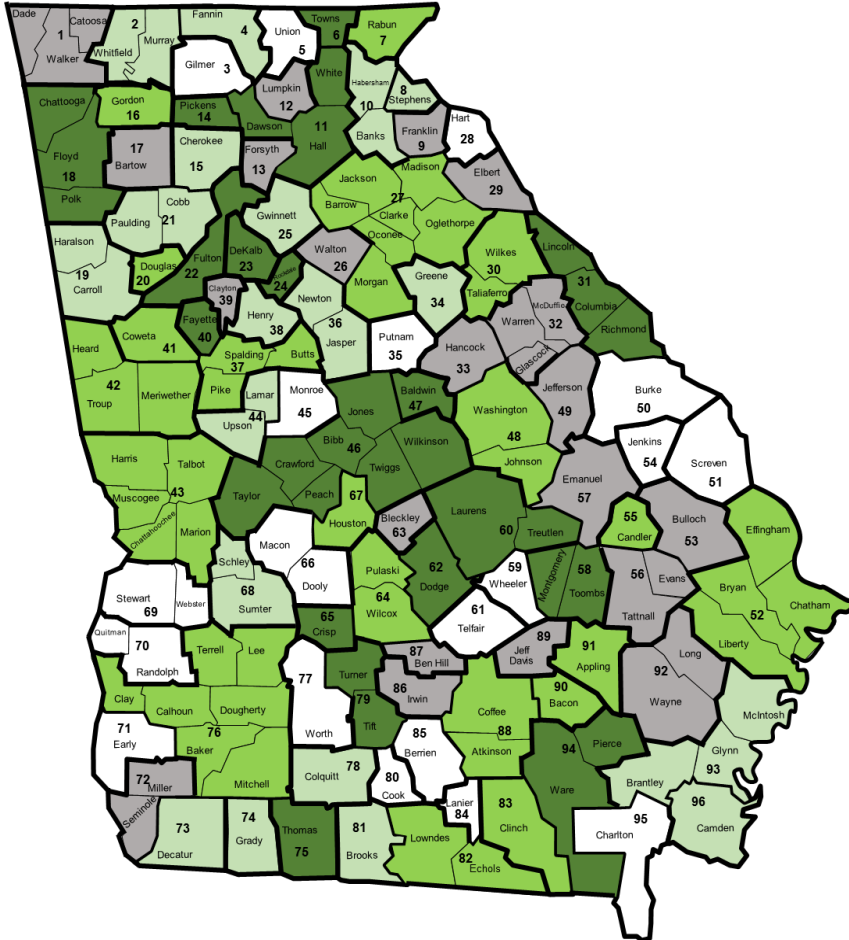 Dade
Catoosa
1
Walker
2
Whitfield
Murray
Fannin
4
Gilmer
3
Union
5
Towns
6
Rabun
7
White
Habersham
10
Banks
8
Stephens
Lumpkin
12
Chattooga
Gordon
16
Pickens
14
Dawson
11
Hall
Franklin
9
Hart
28
Floyd
18
Polk
17
Bartow
Cherokee
15
Forsyth
13
Elbert
29
Madison
Jackson
27
Barrow
Clarke
Oconee
Oglethorpe
Morgan
Paulding
Cobb
21
Gwinnett
25
Haralson
19
Carroll
Douglas
20
Fulton
22
DeKalb
23
Rockdale
24
Walton
26
Wilkes
30
Taliaferro
Lincoln
31
Columbia
Richmond
Clayton
39
Henry
38
Newton
36
Jasper
Greene
34
McDuffie
32
Warren
Glascock
Fayette
40
Heard
Coweta
41
Spalding
37
Butts
Pike
Putnam
35
Hancock
33
42
Troup
Meriwether
Lamar
44
Upson
Monroe
45
Jones
Baldwin
47
Jefferson
49
Burke
50
Washington
48
Johnson
Bibb
46
Wilkinson
Twiggs
Crawford
Peach
Taylor
Jenkins
54
Screven
51
Harris
Talbot
43
Muscogee
Chattahoochee
Marion
67
Houston
Bleckley
63
Laurens
60
Treutlen
Emanuel
57
55
Candler
Bulloch
53
Effingham
Macon
66
Dooly
Schley
68
Sumter
Pulaski
64
Wilcox
62
Dodge
59
Wheeler
Montgomery
58
Toombs
56
Evans
Tattnall
Bryan
52
Chatham
Liberty
Stewart
69
Webster
65
Crisp
61
Telfair
Quitman
70
Randolph
Terrell
Lee
87
Ben Hill
89
Jeff
Davis
91
Appling
Long
92
Wayne
77
Worth
Turner
79
Tift
86
Irwin
Clay
Calhoun
Dougherty
76
Baker
Mitchell
Coffee
88
Atkinson
90
Bacon
McIntosh
71
Early
85
Berrien
94
Pierce
Ware
Glynn
93
72
Miller
Seminole
78
Colquitt
80
Cook
Lanier
84
83
Clinch
Brantley
96
Camden
73
Decatur
74
Grady
Thomas
75
81
Brooks
Lowndes
82
Echols
95
Charlton